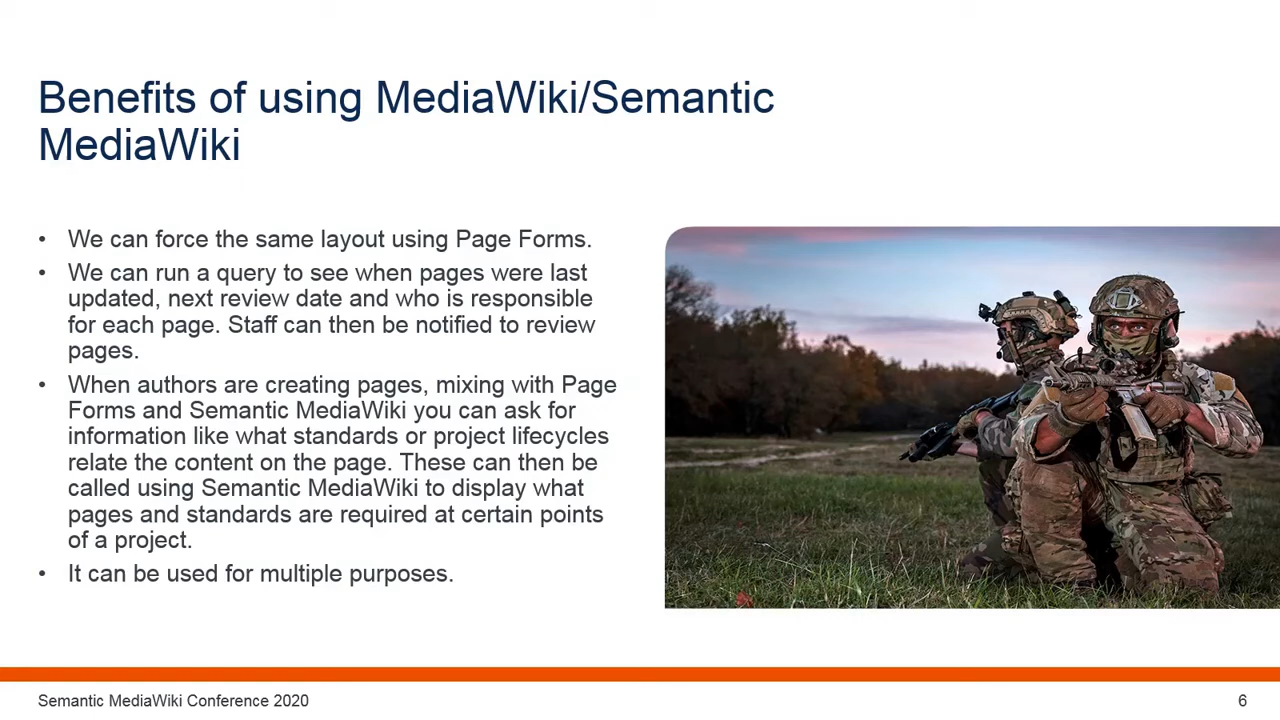 Benefits of using MediaWiki/Semantic
MediaWiki
• We can force the same layout using Page Forms.
• We can run a query to see when pages were last
updated, next review date and who is responsible
for each page. Staff can then be notified to review
pages.
• When authors are creating pages, mixing with Page
Forms and Semantic MediaWiki you can ask for
information like what standards or project lifecycles
relate the content on the page. These can then be
called using Semantic MediaWiki to display what
pages and standards are required at certain points
of a project.
• It can be used for multiple purposes.
Semantic MediaWiki Conference 2020
6